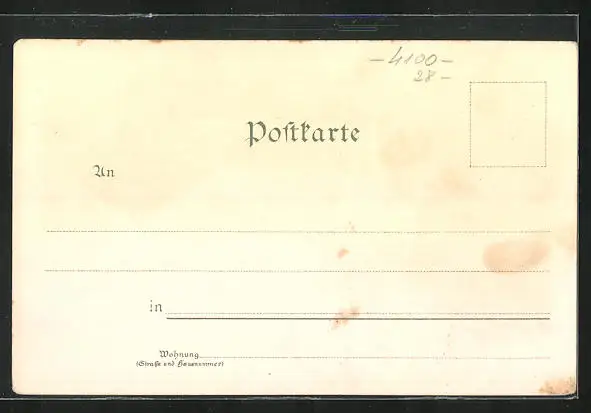 – 4100 –
28 –
Poſtkarte
An
in
Wohnung
(Straße und Hausnummer)